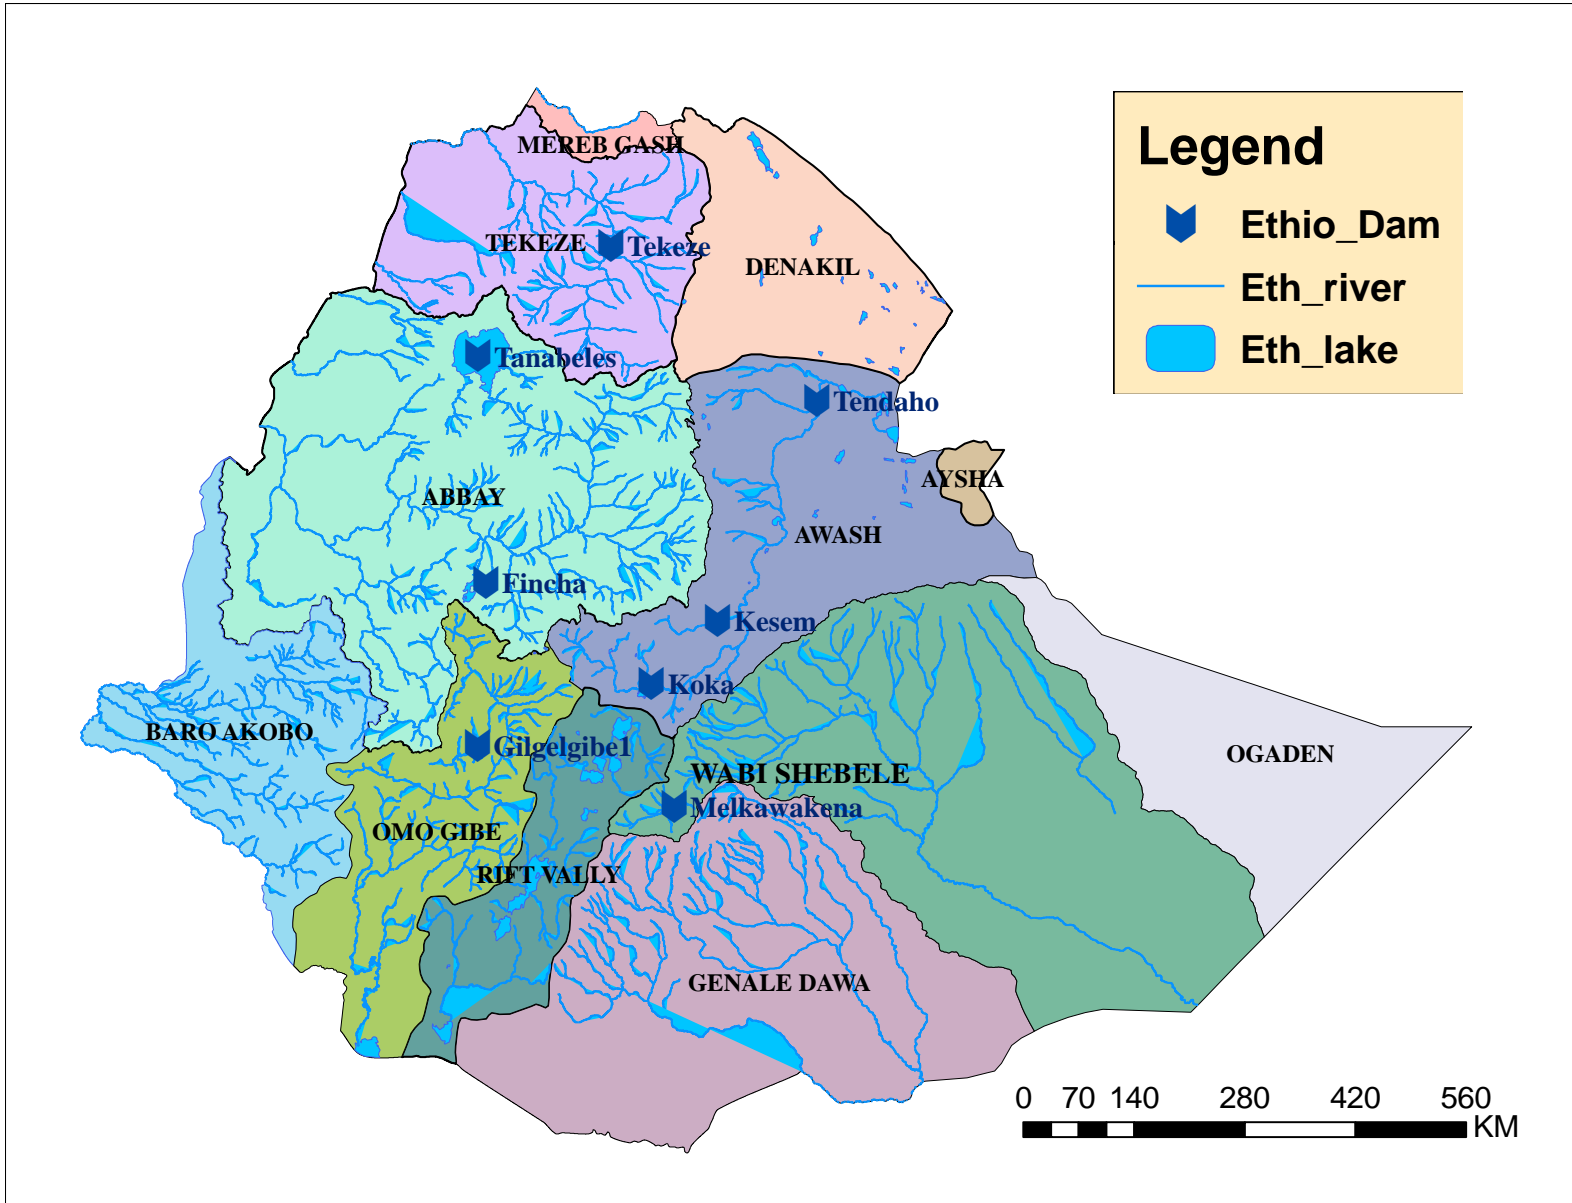 Legend
Ethio_Dam
Eth_river
Eth_lake
MEREB GASH
TEKEZE
Tekeze
DENAKIL
Tanabeles
Tendaho
AYSHA
ABBAY
AWASH
Fincha
Kesem
Koka
BARO AKOBO
Gilgelgibe1
OGADEN
WABI SHEBELE
Melkawakena
OMO GIBE
RIFT VALLY
GENALE DAWA
0 70 140 280 420 560
KM